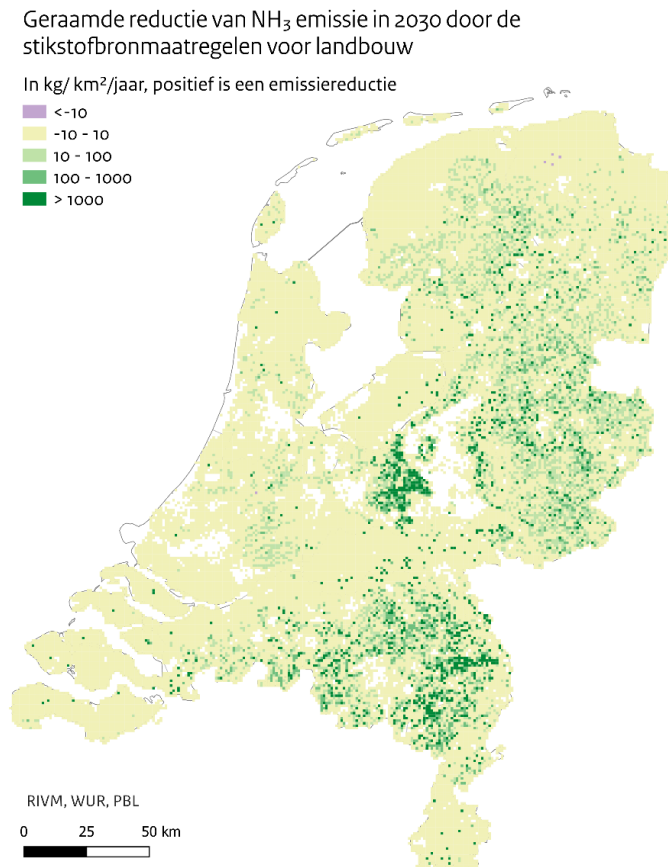 Geraamde reductie van NH₃ emissie in 2030 door de
stikstofbronmaatregelen voor landbouw
In kg/ km²/jaar, positief is een emissiereductie
<-10
-10 - 10
10 - 100
100 - 1000
> 1000
RIVM, WUR, PBL
0 25 50 km